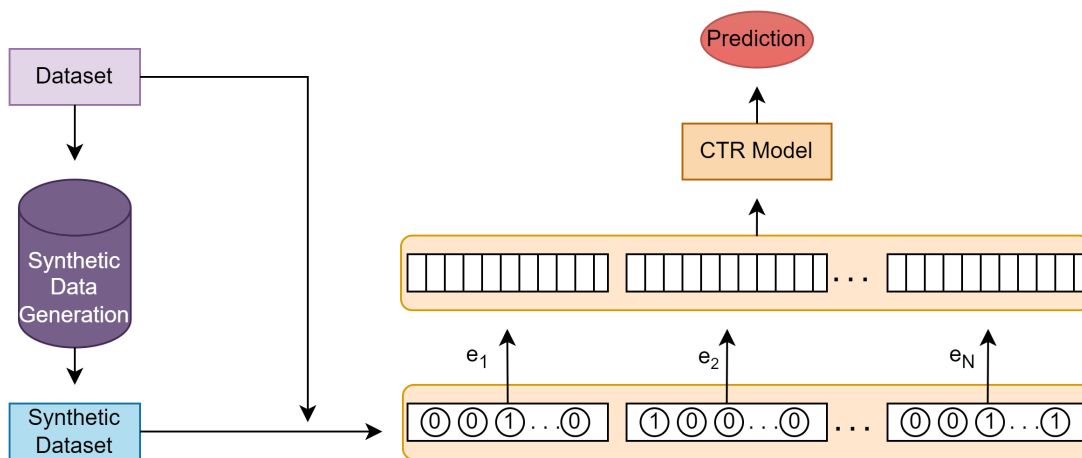 Prediction
Dataset
CTR Model
Synthetic
Data
Generation
. . .
e1
e2
eN
Synthetic
Dataset
0 0 1 . . . 0
1 0 0 . . . 0
. . .
0 0 1 . . . 1